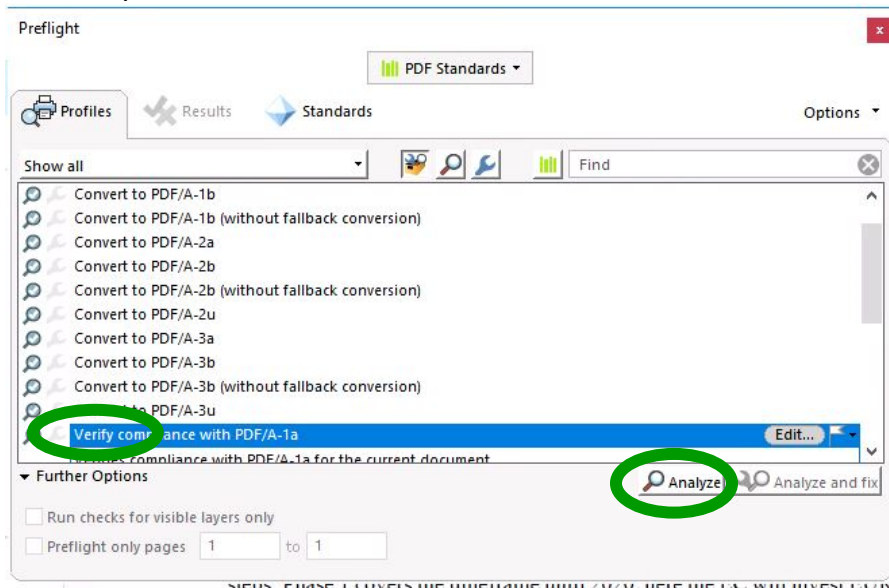 Preflight
x
PDF Standards
Profiles
Results
Standards
Options
Show all
Find
Convert to PDF/A-1b
Convert to PDF/A-1b (without fallback conversion)
Convert to PDF/A-2a
Convert to PDF/A-2b
Convert to PDF/A-2b (without fallback conversion)
Convert to PDF/A-2u
Convert to PDF/A-3a
Convert to PDF/A-3b
Convert to PDF/A-3b (without fallback conversion)
to PDF/A-3u
Verify compliance with PDF/A-1a
Edit...
compliance with PDF/A-1a for the current document
Further Options
Analyze
Analyze and fix
Run checks for visible layers only
Preflight only pages 1 to 1